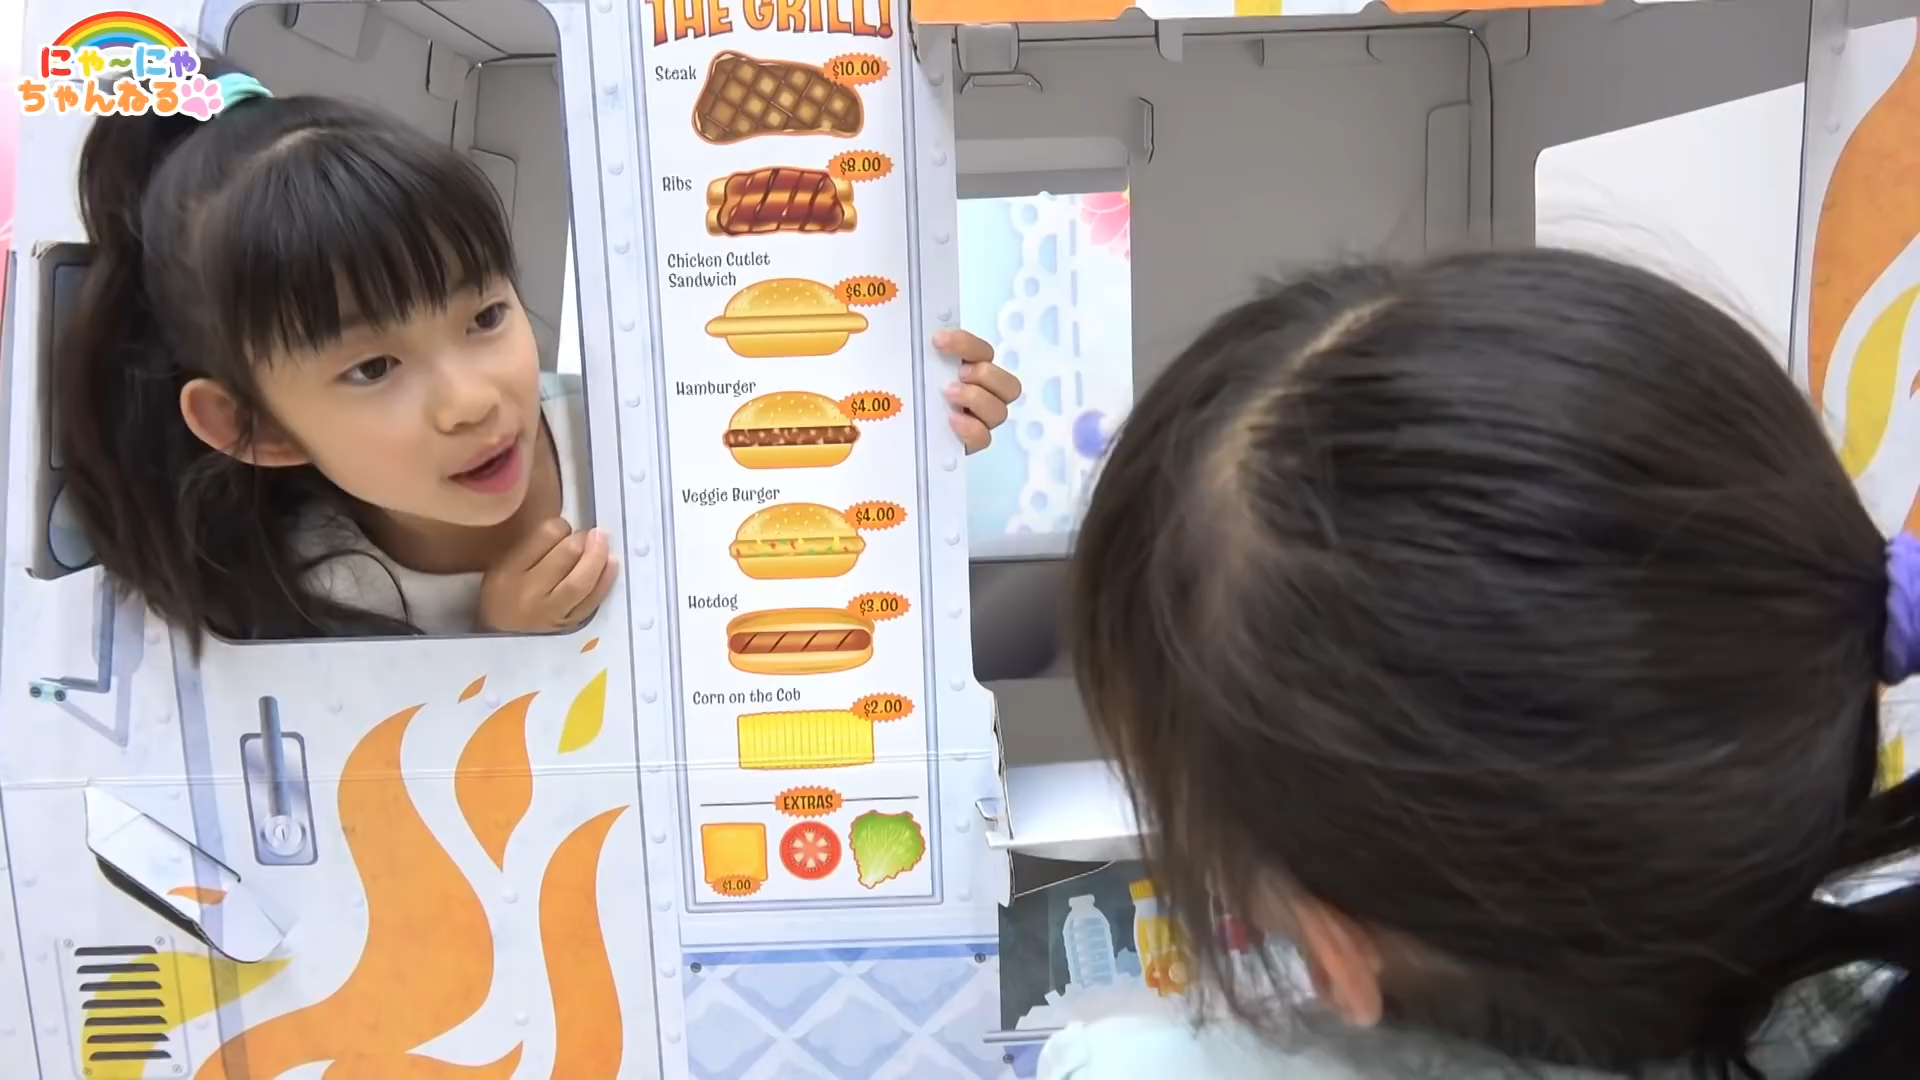 にゃ~にゃ
ちゃんねる
THE GRILL!
Steak
$10.00
Ribs
$8.00
Chicken Cutlet
Sandwich
$6.00
Hamburger
$4.00
Veggie Burger
$4.00
Hotdog
$3.00
Corn on the Cob
$2.00
EXTRAS
$1.00